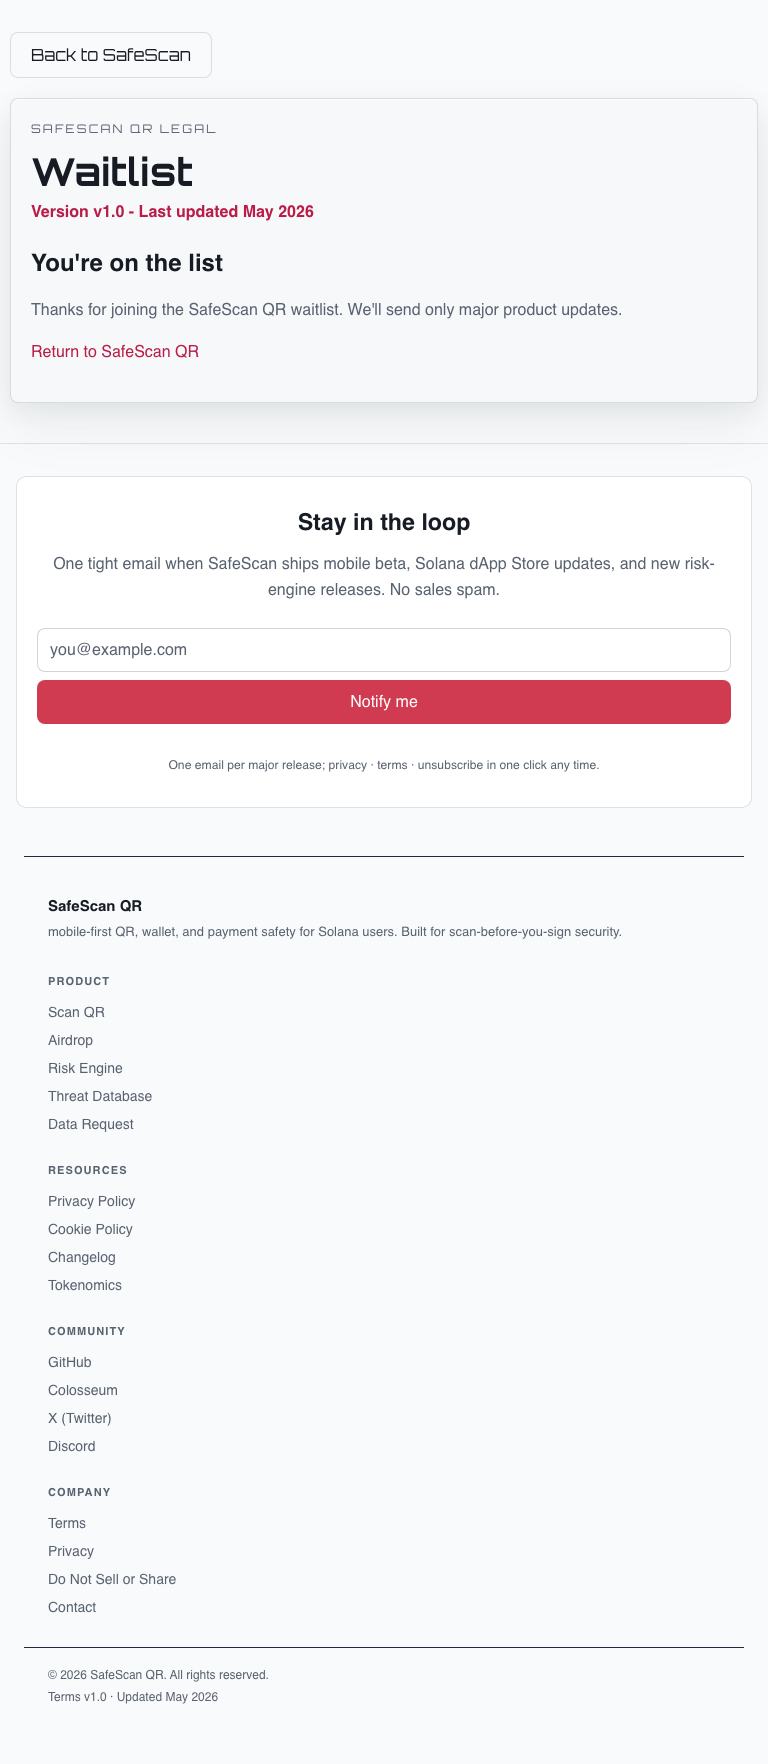 Back to SafeScan
SAFESCAN QR LEGAL
Waitlist
Version v1.0 - Last updated May 2026
You're on the list
Thanks for joining the SafeScan QR waitlist. We'll send only major product updates.
Return to SafeScan QR
Stay in the loop
One tight email when SafeScan ships mobile beta, Solana dApp Store updates, and new risk-
engine releases. No sales spam.
you@example.com
Notify me
One email per major release; privacy · terms · unsubscribe in one click any time.
SafeScan QR
mobile-first QR, wallet, and payment safety for Solana users. Built for scan-before-you-sign security.
PRODUCT
Scan QR
Airdrop
Risk Engine
Threat Database
Data Request
RESOURCES
Privacy Policy
Cookie Policy
Changelog
Tokenomics
COMMUNITY
GitHub
Colosseum
X (Twitter)
Discord
COMPANY
Terms
Privacy
Do Not Sell or Share
Contact
© 2026 SafeScan QR. All rights reserved.
Terms v1.0 · Updated May 2026